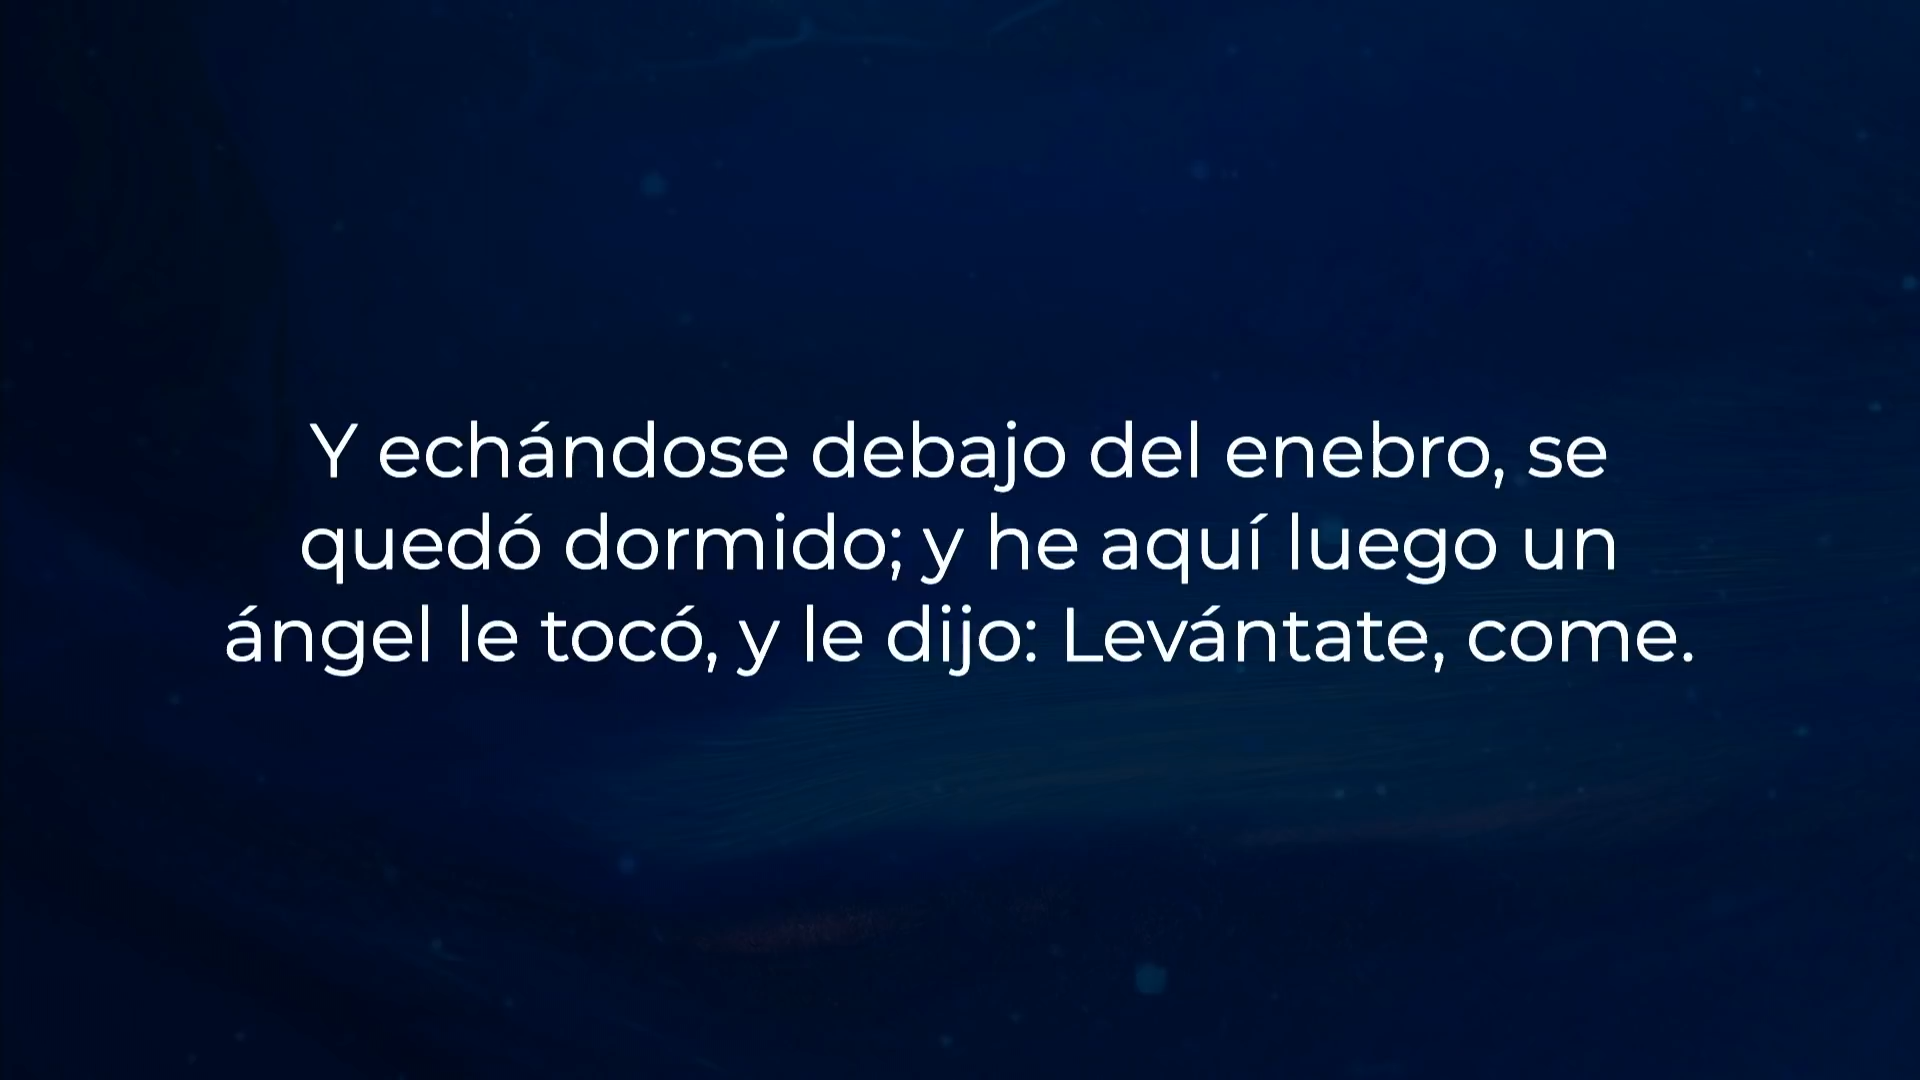 Y echándose debajo del enebro, se
quedó dormido; y he aquí luego un
ángel le tocó, y le dijo: Levántate, come.